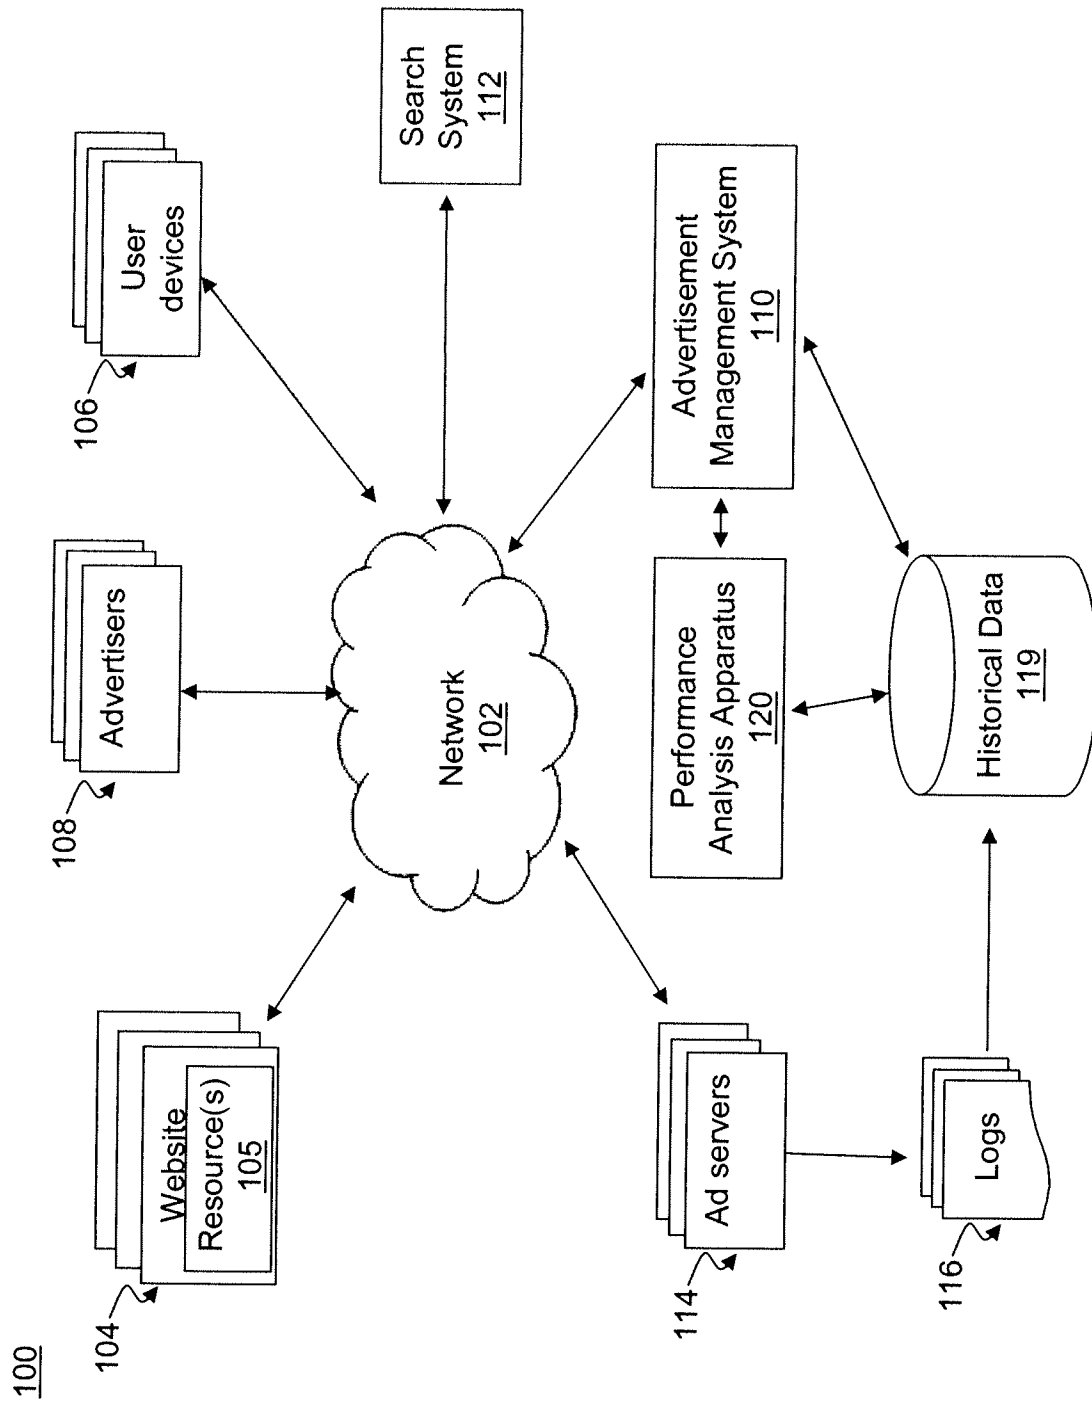 100
104
Website
Resource(s)
105
108
Advertisers
106
User
devices
Network
102
Search
System
112
114
Ad servers
Performance
Analysis Apparatus
120
Advertisement
Management System
110
116
Logs
Historical Data
119